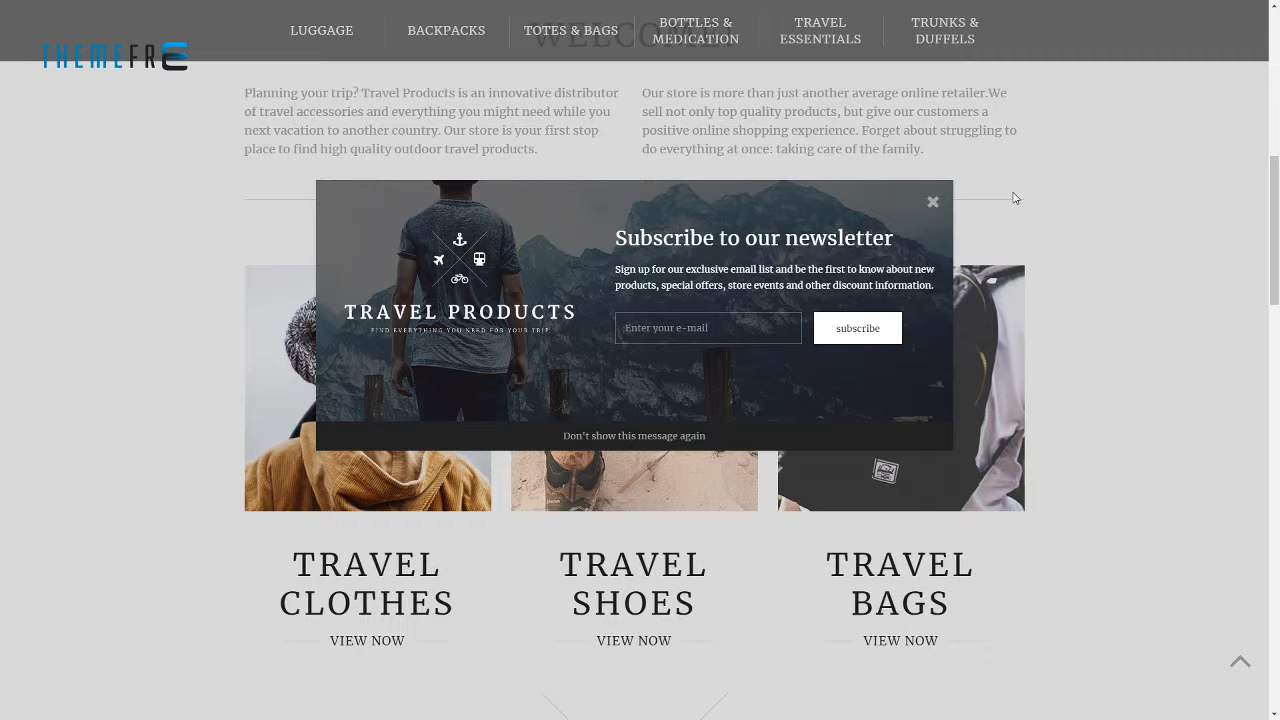 LUGGAGE
BACKPACKS
TOTES & BAGS
BOTTLES &
MEDICATION
TRAVEL
ESSENTIALS
TRUNKS &
DUFFELS
WELCOME!
THEMEFRE
Planning your trip? Travel Products is an innovative distributor
of travel accessories and everything you might need while you
next vacation to another country. Our store is your first stop
place to find high quality outdoor travel products.
Our store is more than just another average online retailer.We
sell not only top quality products, but give our customers a
positive online shopping experience. Forget about struggling to
do everything at once: taking care of the family.
Subscribe to our newsletter
Sign up for our exclusive email list and be the first to know about new
products, special offers, store events and other discount information.
TRAVEL PRODUCTS
FIND EVERYTHING YOU NEED FOR YOUR TRIP
Enter your e-mail
subscribe
Don't show this message again
TRAVEL
CLOTHES
VIEW NOW
TRAVEL
SHOES
VIEW NOW
TRAVEL
BAGS
VIEW NOW